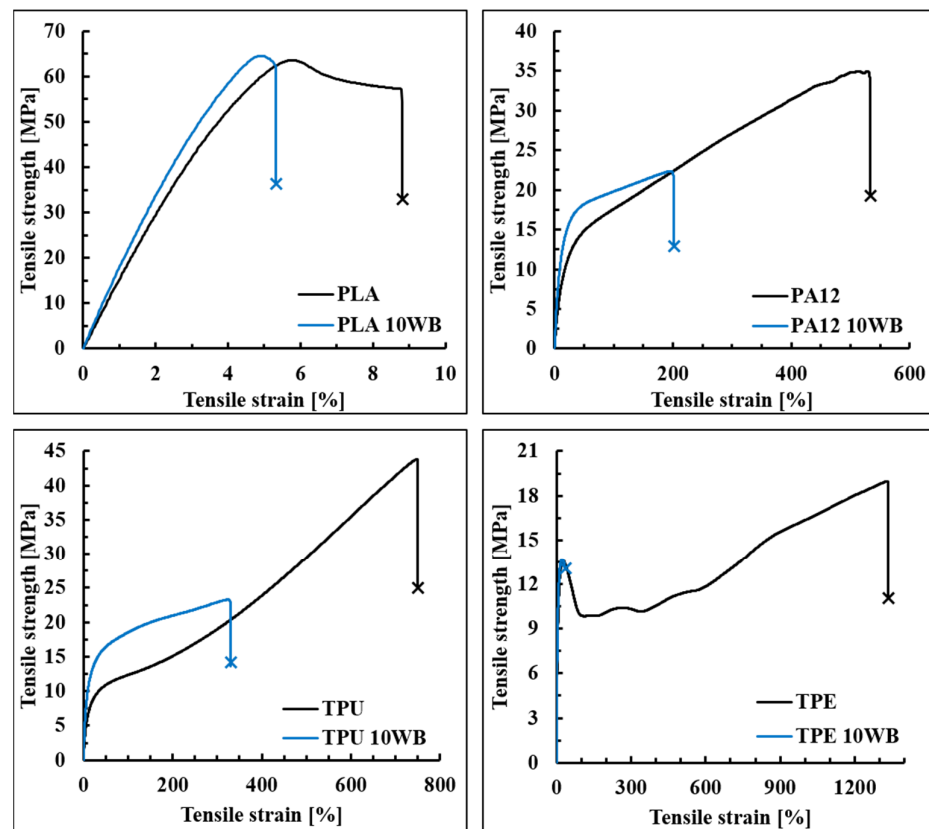 Tensile strength [MPa]
70
60
50
40
30
20
10
0
0 2 4 6 8 10
Tensile strain [%]
PLA
PLA 10WB
Tensile strength [MPa]
40
35
30
25
20
15
10
5
0
0 200 400 600
Tensile strain [%]
PA12
PA12 10WB
Tensile strength [MPa]
45
40
35
30
25
20
15
10
5
0
0 200 400 600 800
Tensile strain [%]
TPU
TPU 10WB
Tensile strength [MPa]
21
18
15
12
9
6
3
0
0 300 600 900 1200
Tensile strain [%]
TPE
TPE 10WB